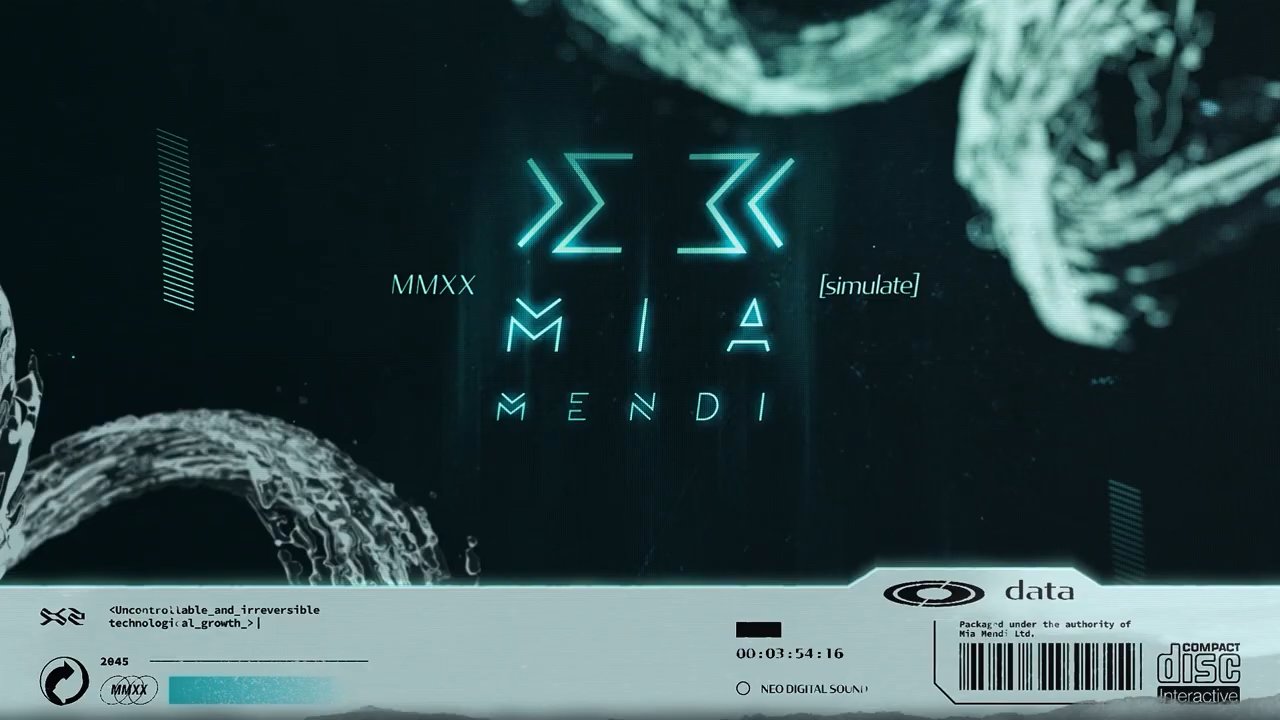 MMXX
[simulate]
MIA
MENDI
data
<Uncontrollable_and_irreversible
technological_growth_>|
2045
MMXX
00:03:54:16
NEO DIGITAL SOUND
Packaged under the authority of
Mia Mendi Ltd.
COMPACT
disc
Interactive